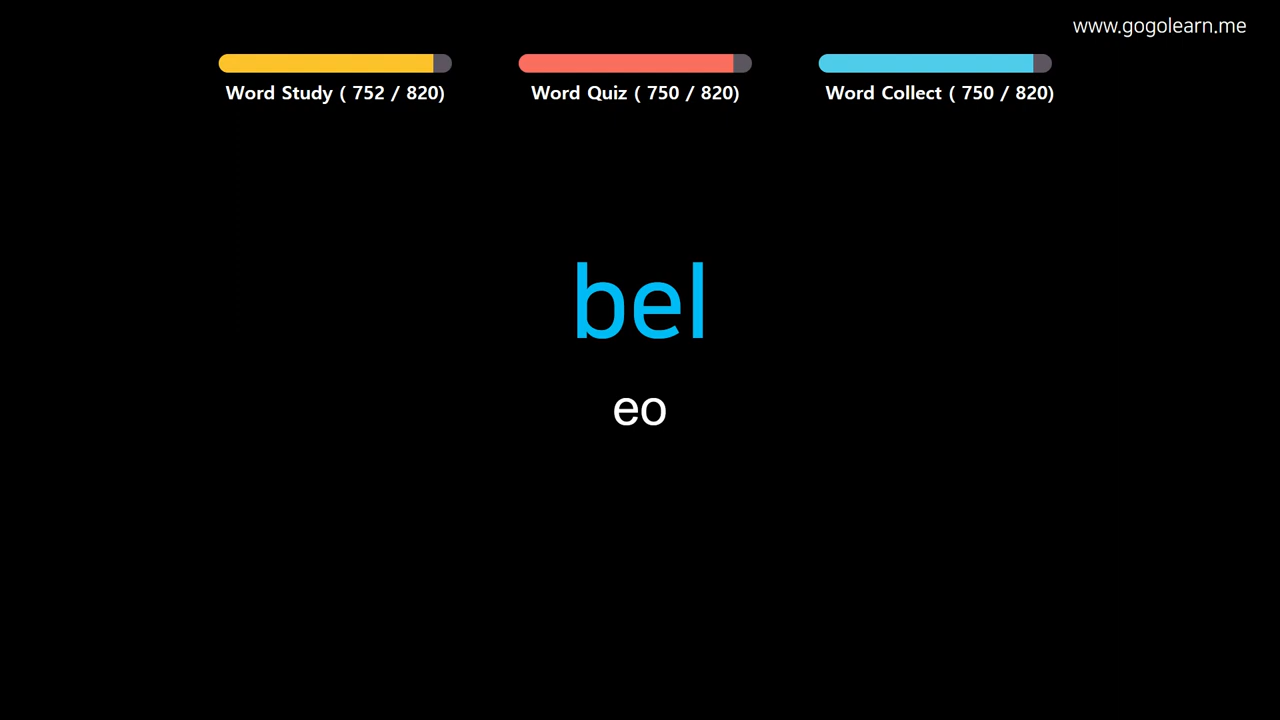 www.gogolearn.me
Word Study ( 752 / 820)
Word Quiz ( 750 / 820)
Word Collect ( 750 / 820)
bel
eo